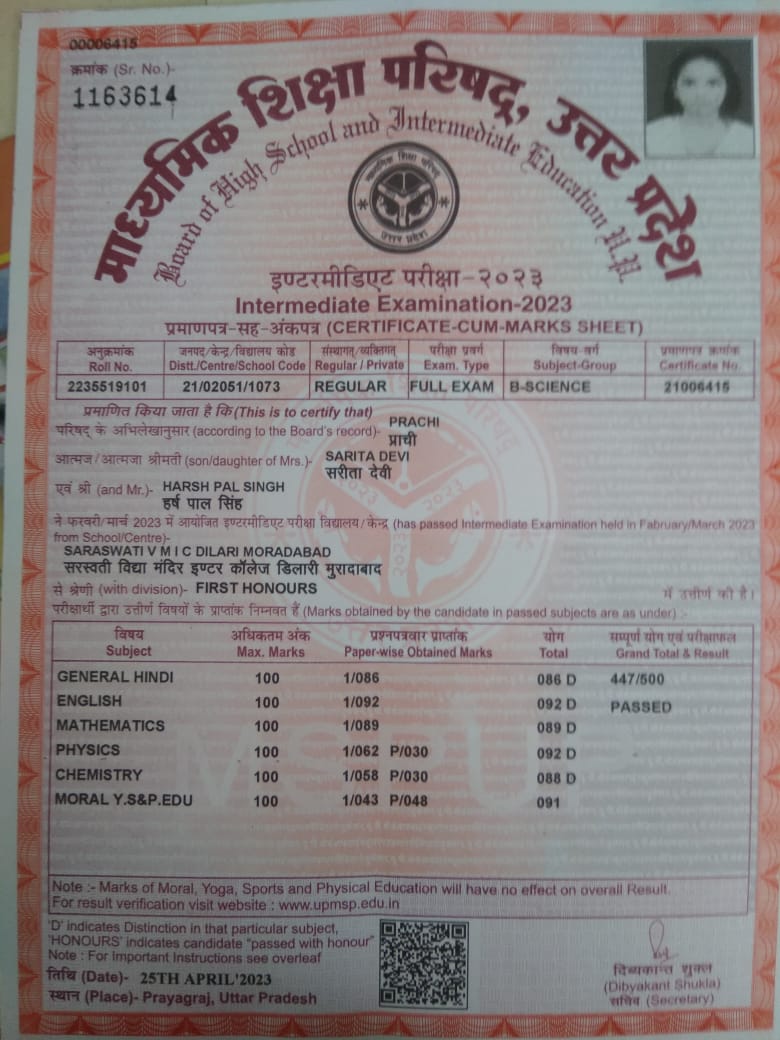 00006415
क्रमांक (Sr. No.)-
1163614
माध्यमिक शिक्षा परिषद्, उत्तर प्रदेश
Board of High School and Intermediate Education U.P.
माध्यमिक शिक्षा परिषद्
उत्तर प्रदेश
इण्टरमीडिएट परीक्षा-२०२३
Intermediate Examination-2023
प्रमाणपत्र-सह-अंकपत्र (CERTIFICATE-CUM-MARKS SHEET)
अनुक्रमांक जनपद/केन्द्र/विद्यालय कोड संस्थागत/व्यक्तिगत परीक्षा प्रवर्ग विषय-वर्ग प्रमाणपत्र क्रमांक
Roll No. Distt./Centre/School Code Regular / Private Exam. Type Subject-Group Certificate No.
2235519101 21/02051/1073 REGULAR FULL EXAM B-SCIENCE 21006415
प्रमाणित किया जाता है कि (This is to certify that)
परिषद् के अभिलेखानुसार (according to the Board's record)- PRACHI
प्राची
आत्मज/आत्मजा श्रीमती (son/daughter of Mrs.)- SARITA DEVI
सरीता देवी
एवं श्री (and Mr.)- HARSH PAL SINGH
हर्ष पाल सिंह
ने फरवरी/मार्च 2023 में आयोजित इण्टरमीडिएट परीक्षा विद्यालय/केन्द्र (has passed Intermediate Examination held in Fabruary/March 2023
from School/Centre)-
SARASWATI V M I C DILARI MORADABAD
सरस्वती विद्या मंदिर इण्टर कॉलेज डिलारी मुरादाबाद
से श्रेणी (with division)- FIRST HONOURS में उत्तीर्ण की है।
परीक्षार्थी द्वारा उत्तीर्ण विषयों के प्राप्तांक निम्नवत हैं (Marks obtained by the candidate in passed subjects are as under) :-
विषय अधिकतम अंक प्रश्नपत्रवार प्राप्तांक योग सम्पूर्ण योग एवं परीक्षाफल
Subject Max. Marks Paper-wise Obtained Marks Total Grand Total & Result
GENERAL HINDI 100 1/086 086 D 447/500
ENGLISH 100 1/092 092 D PASSED
MATHEMATICS 100 1/089 089 D
PHYSICS 100 1/062 P/030 092 D
CHEMISTRY 100 1/058 P/030 088 D
MORAL Y.S&P.EDU 100 1/043 P/048 091
MSPUP
Note :- Marks of Moral, Yoga, Sports and Physical Education will have no effect on overall Result.
For result verification visit website : www.upmsp.edu.in
'D' indicates Distinction in that particular subject,
'HONOURS' indicates candidate "passed with honour"
Note : For Important Instructions see overleaf
तिथि (Date)- 25TH APRIL'2023
स्थान (Place)- Prayagraj, Uttar Pradesh
दिब्यकान्त शुक्ल
(Dibyakant Shukla)
सचिव (Secretary)